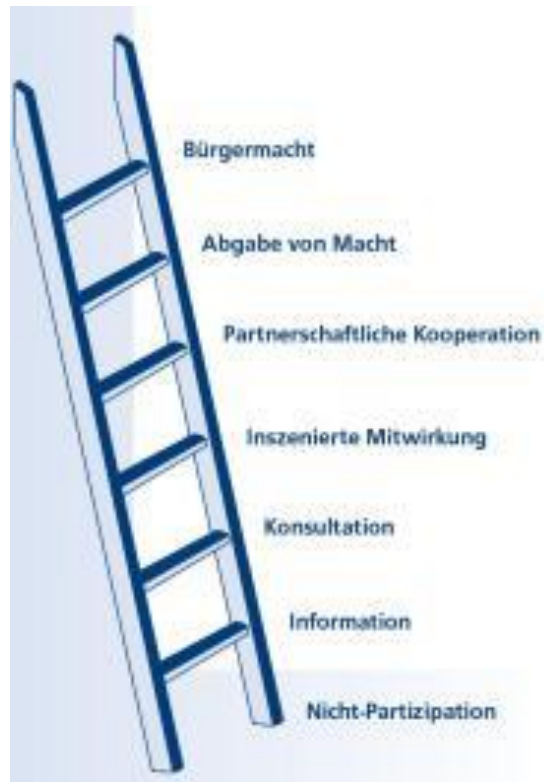 Bürgermacht
Abgabe von Macht
Partnerschaftliche Kooperation
Inszenierte Mitwirkung
Konsultation
Information
Nicht-Partizipation